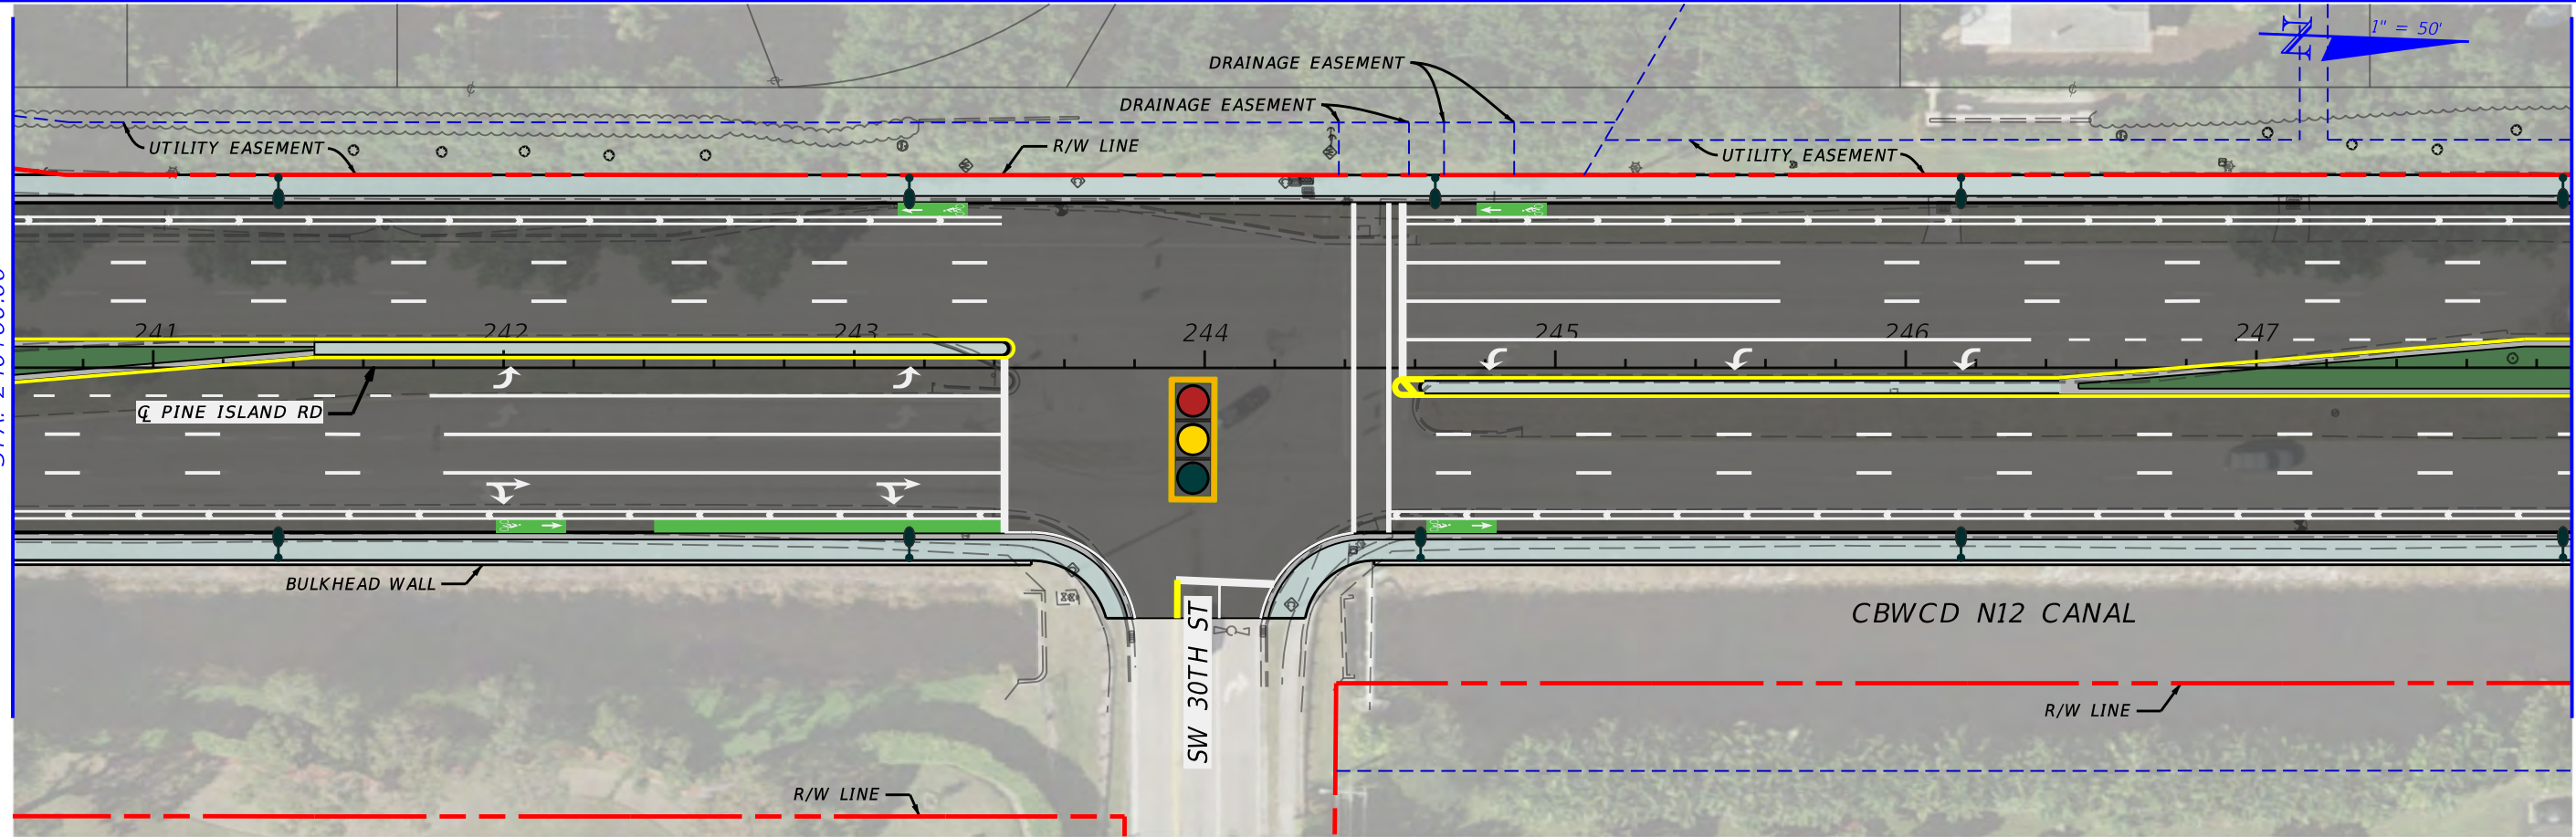 N
1" = 50'
DRAINAGE EASEMENT
DRAINAGE EASEMENT
UTILITY EASEMENT
R/W LINE
UTILITY EASEMENT
241
242
243
244
245
246
247
℄ PINE ISLAND RD
BULKHEAD WALL
SW 30TH ST
CBWCD N12 CANAL
R/W LINE
R/W LINE